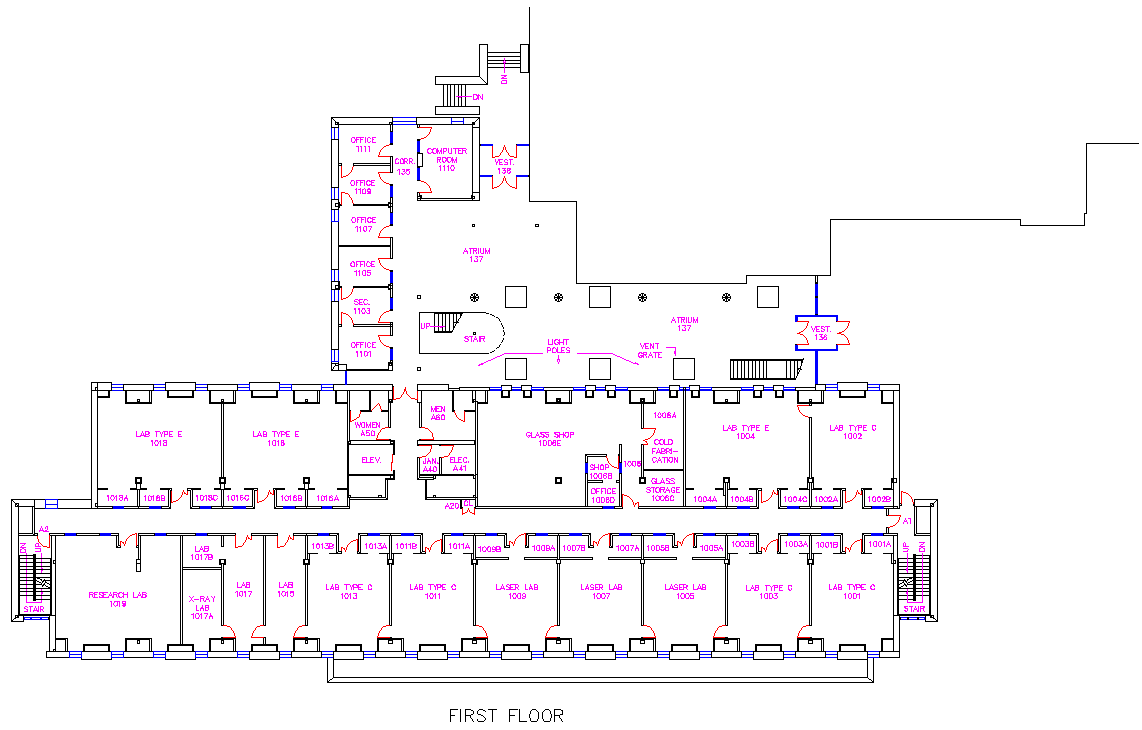 DN
DN
OFFICE
1111
CORR.
135
COMPUTER
ROOM
1110
VEST.
138
OFFICE
1109
OFFICE
1107
ATRIUM
137
OFFICE
1105
SEC.
1103
UP
STAIR
ATRIUM
137
VEST.
136
OFFICE
1101
LIGHT
POLES
VENT
GRATE
LAB TYPE E
1018
LAB TYPE E
1016
WOMEN
A50
MEN
A60
GLASS SHOP
1006E
1006A
COLD
FABRI-
CATION
LAB TYPE E
1004
LAB TYPE C
1002
ELEV.
JAN.
A40
ELEC.
A41
SHOP
1006B
1006
OFFICE
1006D
GLASS
STORAGE
1006C
1018A
1018B
1018C
1016C
1016B
1016A
1004A
1004B
1004C
1002A
1002B
A20
CL
A2
A1
DN
UP
UP
DN
LAB
1017B
1013B
1013A
1011B
1011A
1009B
1009A
1007B
1007A
1005B
1005A
1003B
1003A
1001B
1001A
RESEARCH LAB
1019
X-RAY
LAB
1017A
LAB
1017
LAB
1015
LAB TYPE C
1013
LAB TYPE C
1011
LASER LAB
1009
LASER LAB
1007
LASER LAB
1005
LAB TYPE C
1003
LAB TYPE C
1001
STAIR
STAIR
FIRST FLOOR